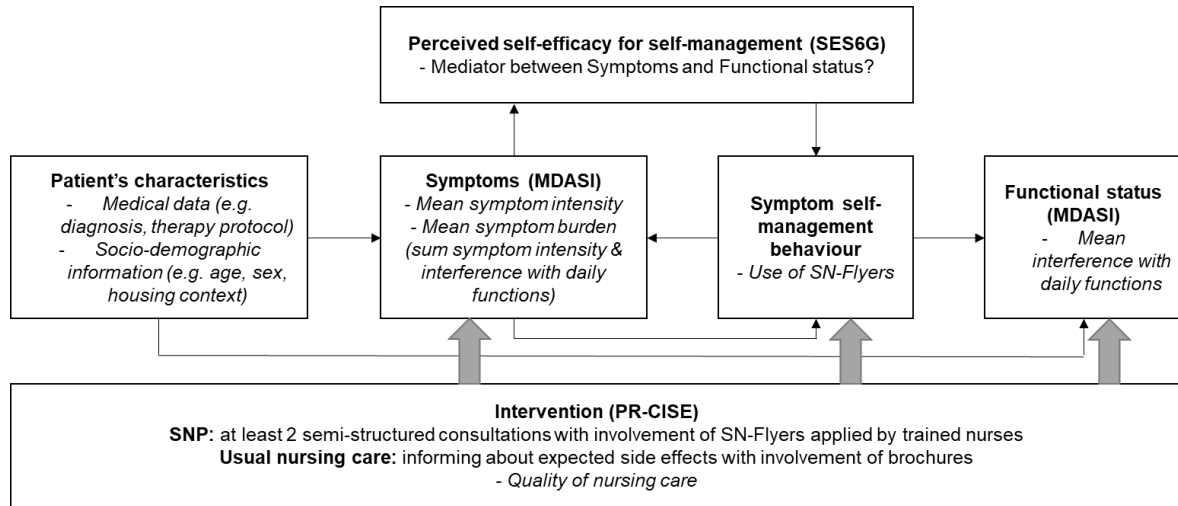 Perceived self-efficacy for self-management (SES6G)
- Mediator between Symptoms and Functional status?
Patient's characteristics
- Medical data (e.g.
diagnosis, therapy protocol)
- Socio-demographic
information (e.g. age, sex,
housing context)
Symptoms (MDASI)
- Mean symptom intensity
- Mean symptom burden
(sum symptom intensity &
interference with daily
functions)
Symptom self-
management
behaviour
- Use of SN-Flyers
Functional status
(MDASI)
- Mean
interference with
daily functions
Intervention (PR-CISE)
SNP: at least 2 semi-structured consultations with involvement of SN-Flyers applied by trained nurses
Usual nursing care: informing about expected side effects with involvement of brochures
- Quality of nursing care